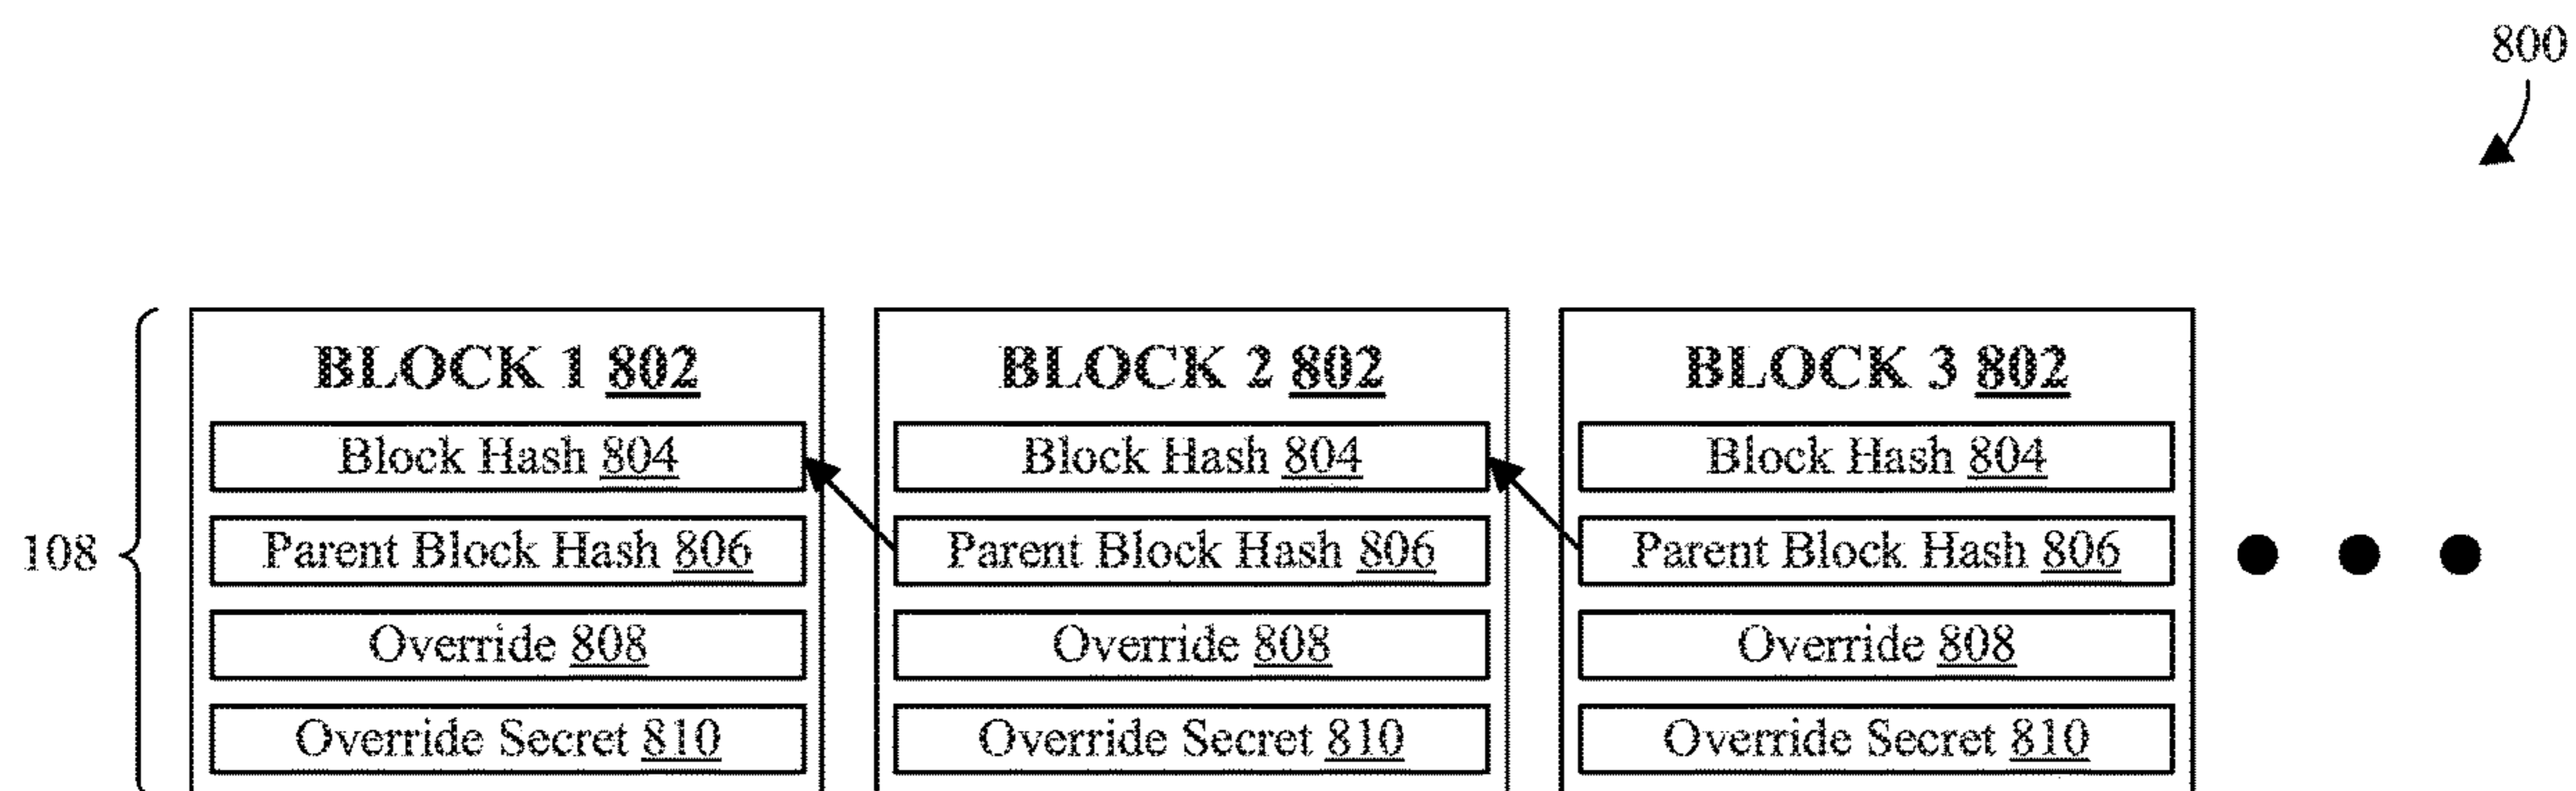 800
BLOCK 1 802 BLOCK 2 802 BLOCK 3 802
Block Hash 804 Block Hash 804 Block Hash 804
108 Parent Block Hash 806 Parent Block Hash 806 Parent Block Hash 806
Override 808 Override 808 Override 808
Override Secret 810 Override Secret 810 Override Secret 810